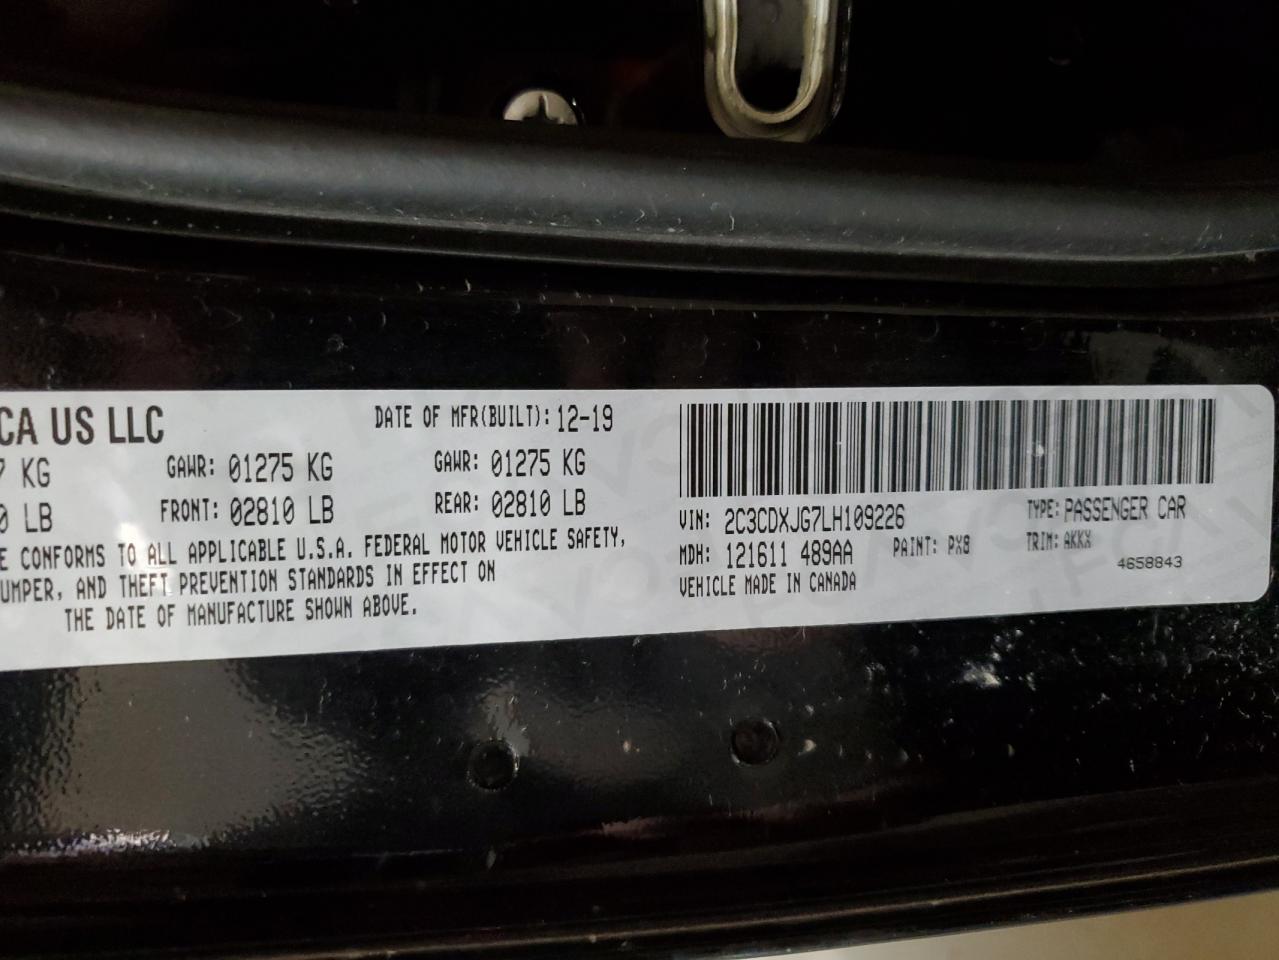 CA US LLC
DATE OF MFR(BUILT): 12-19
7 KG GAWR: 01275 KG GAWR: 01275 KG
0 LB FRONT: 02810 LB REAR: 02810 LB
E CONFORMS TO ALL APPLICABLE U.S.A. FEDERAL MOTOR VEHICLE SAFETY,
UMPER, AND THEFT PREVENTION STANDARDS IN EFFECT ON
THE DATE OF MANUFACTURE SHOWN ABOVE.
VIN: 2C3CDXJG7LH109226 TYPE: PASSENGER CAR
MDH: 121611 489AA PAINT: PX8 TRIM: AKKX
VEHICLE MADE IN CANADA
4658843